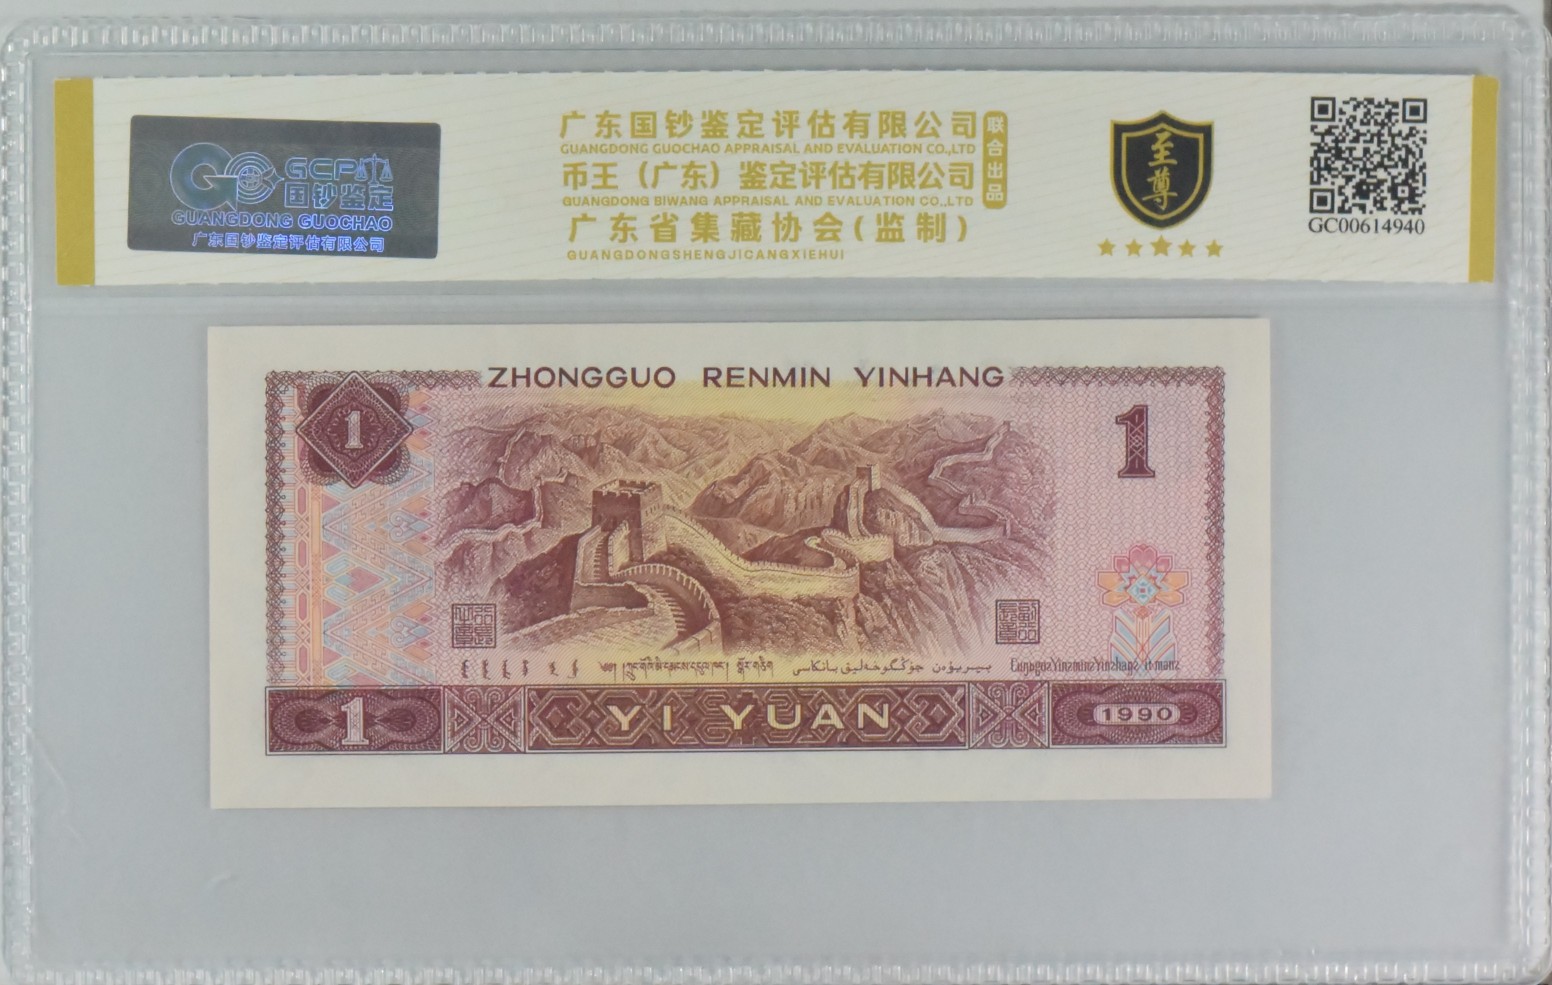 GCP
国钞鉴定
GUANGDONG GUOCHAO
广东国钞鉴定评估有限公司
广东国钞鉴定评估有限公司
GUANGDONG GUOCHAO APPRAISAL AND EVALUATION CO.,LTD
币王（广东）鉴定评估有限公司
GUANGDONG BIWANG APPRAISAL AND EVALUATION CO.,LTD
广东省集藏协会(监制)
GUANGDONGSHENGJICANGXIEHUI
联合出品
至尊
GC00614940
ZHONGGUO RENMIN YINHANG
1
1
1
YI YUAN
1990